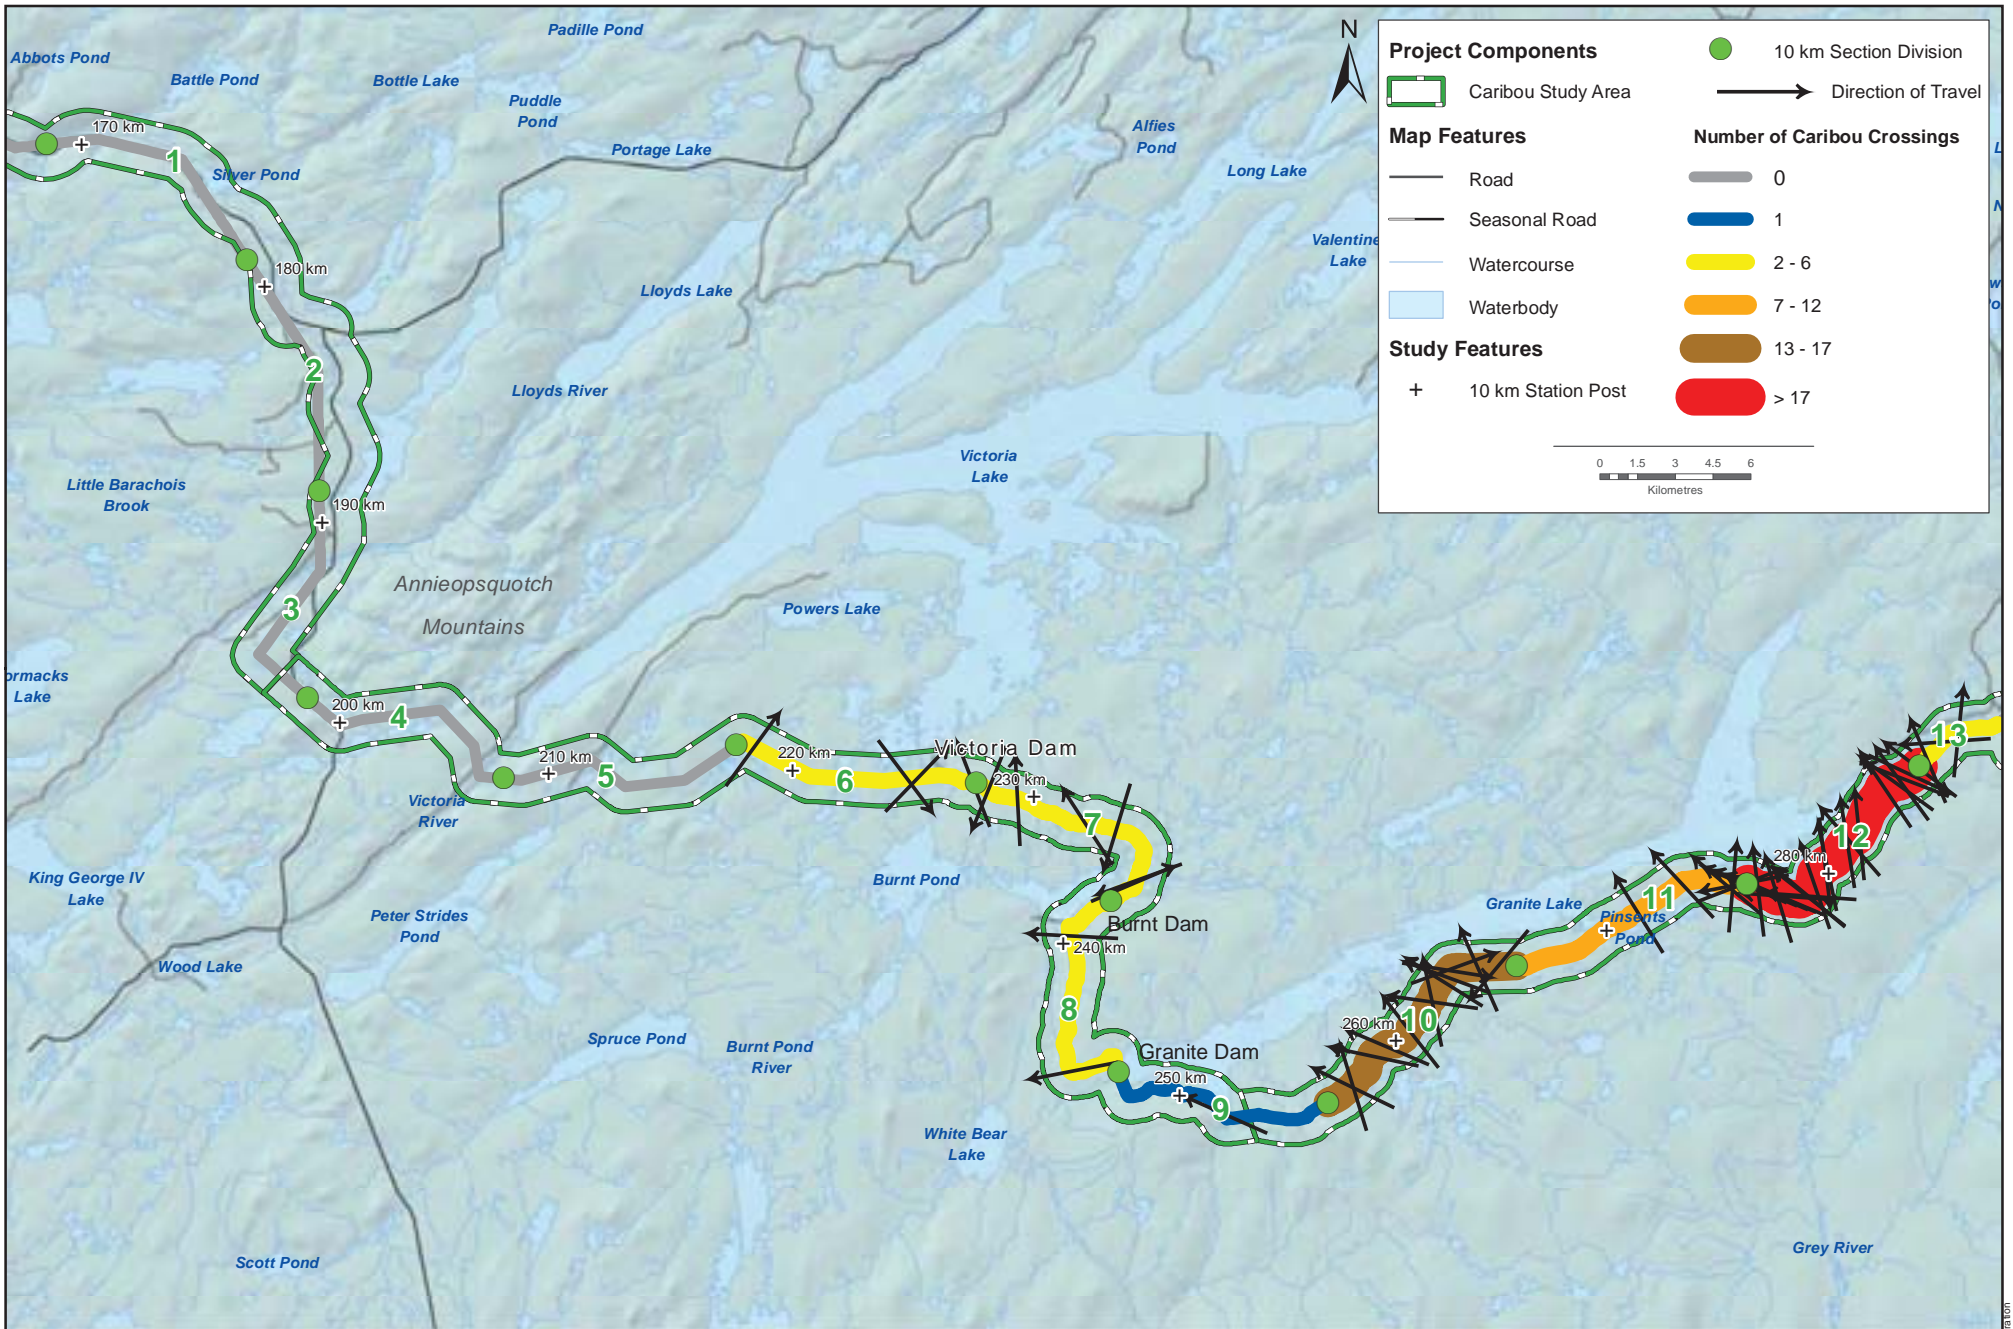 Padille Pond
Abbots Pond
Battle Pond
Bottle Lake
Puddle
Pond
170 km
1
Silver Pond
Portage Lake
Alfies
Pond
Long Lake
Valentine
Lake
180 km
Lloyds Lake
2
Lloyds River
Little Barachois
Brook
190 km
Victoria
Lake
Annieopsquotch
Mountains
3
Powers Lake
ormacks
Lake
200 km
4
210 km
5
Victoria
River
220 km
6
Victoria Dam
230 km
7
King George IV
Lake
Peter Strides
Pond
Burnt Pond
Burnt Dam
240 km
Wood Lake
8
Spruce Pond
Burnt Pond
River
Granite Dam
250 km
9
White Bear
Lake
260 km
10
Granite Lake
Pinsents
Pond
11
280 km
12
13
Scott Pond
Grey River
N
Project Components
Caribou Study Area
Map Features
Road
Seasonal Road
Watercourse
Waterbody
Study Features
+ 10 km Station Post
10 km Section Division
Direction of Travel
Number of Caribou Crossings
0
1
2 - 6
7 - 12
13 - 17
> 17
0 1.5 3 4.5 6
Kilometres